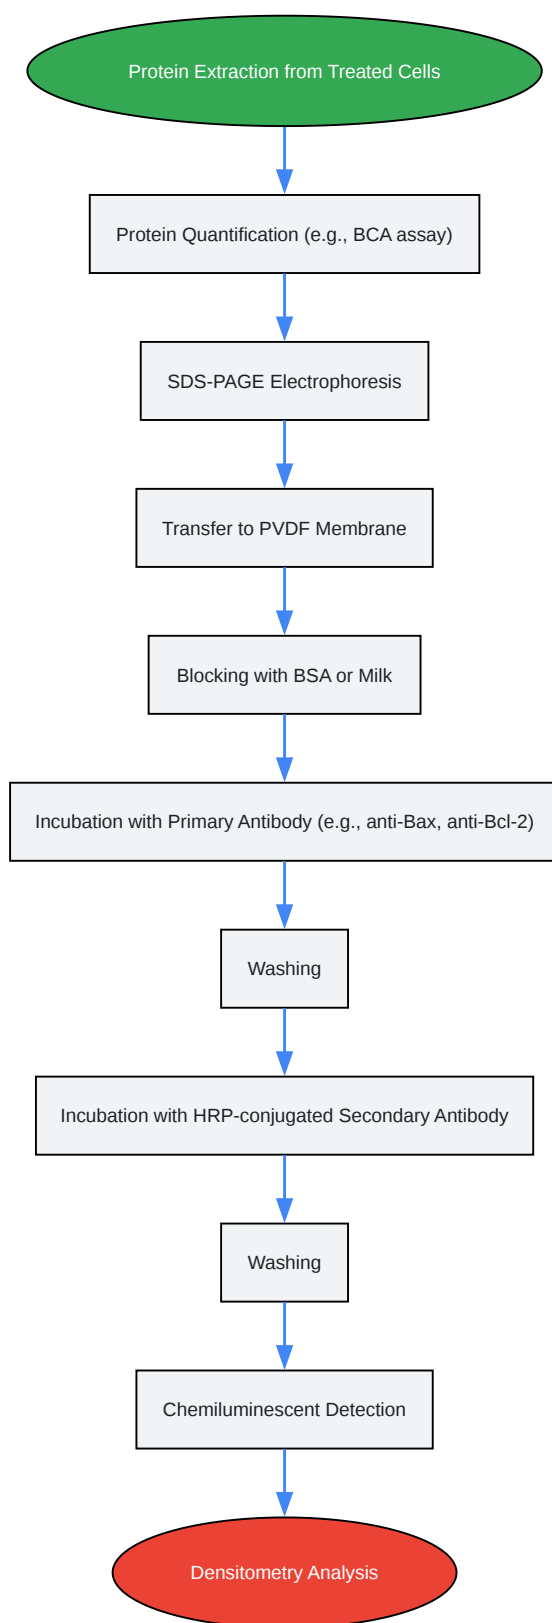 Protein Extraction from Treated Cells
Protein Quantification (e.g., BCA assay)
SDS-PAGE Electrophoresis
Transfer to PVDF Membrane
Blocking with BSA or Milk
Incubation with Primary Antibody (e.g., anti-Bax, anti-Bcl-2)
Washing
Incubation with HRP-conjugated Secondary Antibody
Washing
Chemiluminescent Detection
Densitometry Analysis